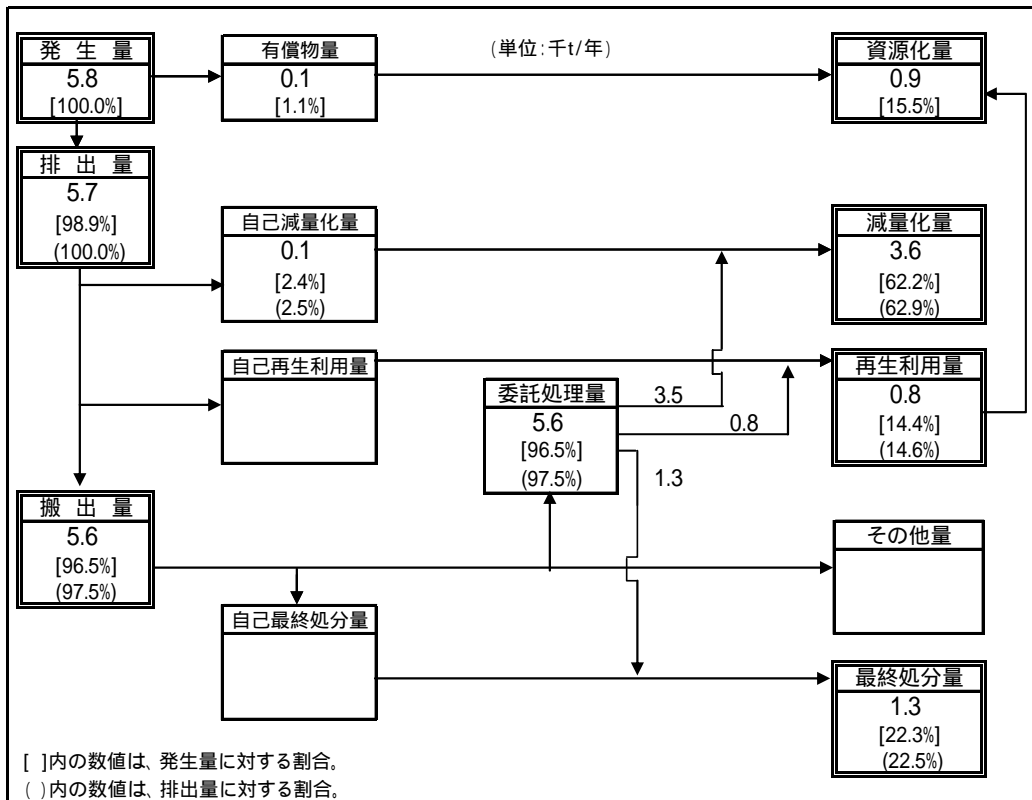 発 生 量
5.8
[100.0%]
有償物量
0.1
[1.1%]
(単位:千t/年)
資源化量
0.9
[15.5%]
排 出 量
5.7
[98.9%]
(100.0%)
自己減量化量
0.1
[2.4%]
(2.5%)
減量化量
3.6
[62.2%]
(62.9%)
自己再生利用量
委託処理量
5.6
[96.5%]
(97.5%)
3.5
0.8
1.3
再生利用量
0.8
[14.4%]
(14.6%)
搬 出 量
5.6
[96.5%]
(97.5%)
その他量
自己最終処分量
最終処分量
1.3
[22.3%]
(22.5%)
[ ]内の数値は、発生量に対する割合。
( )内の数値は、排出量に対する割合。